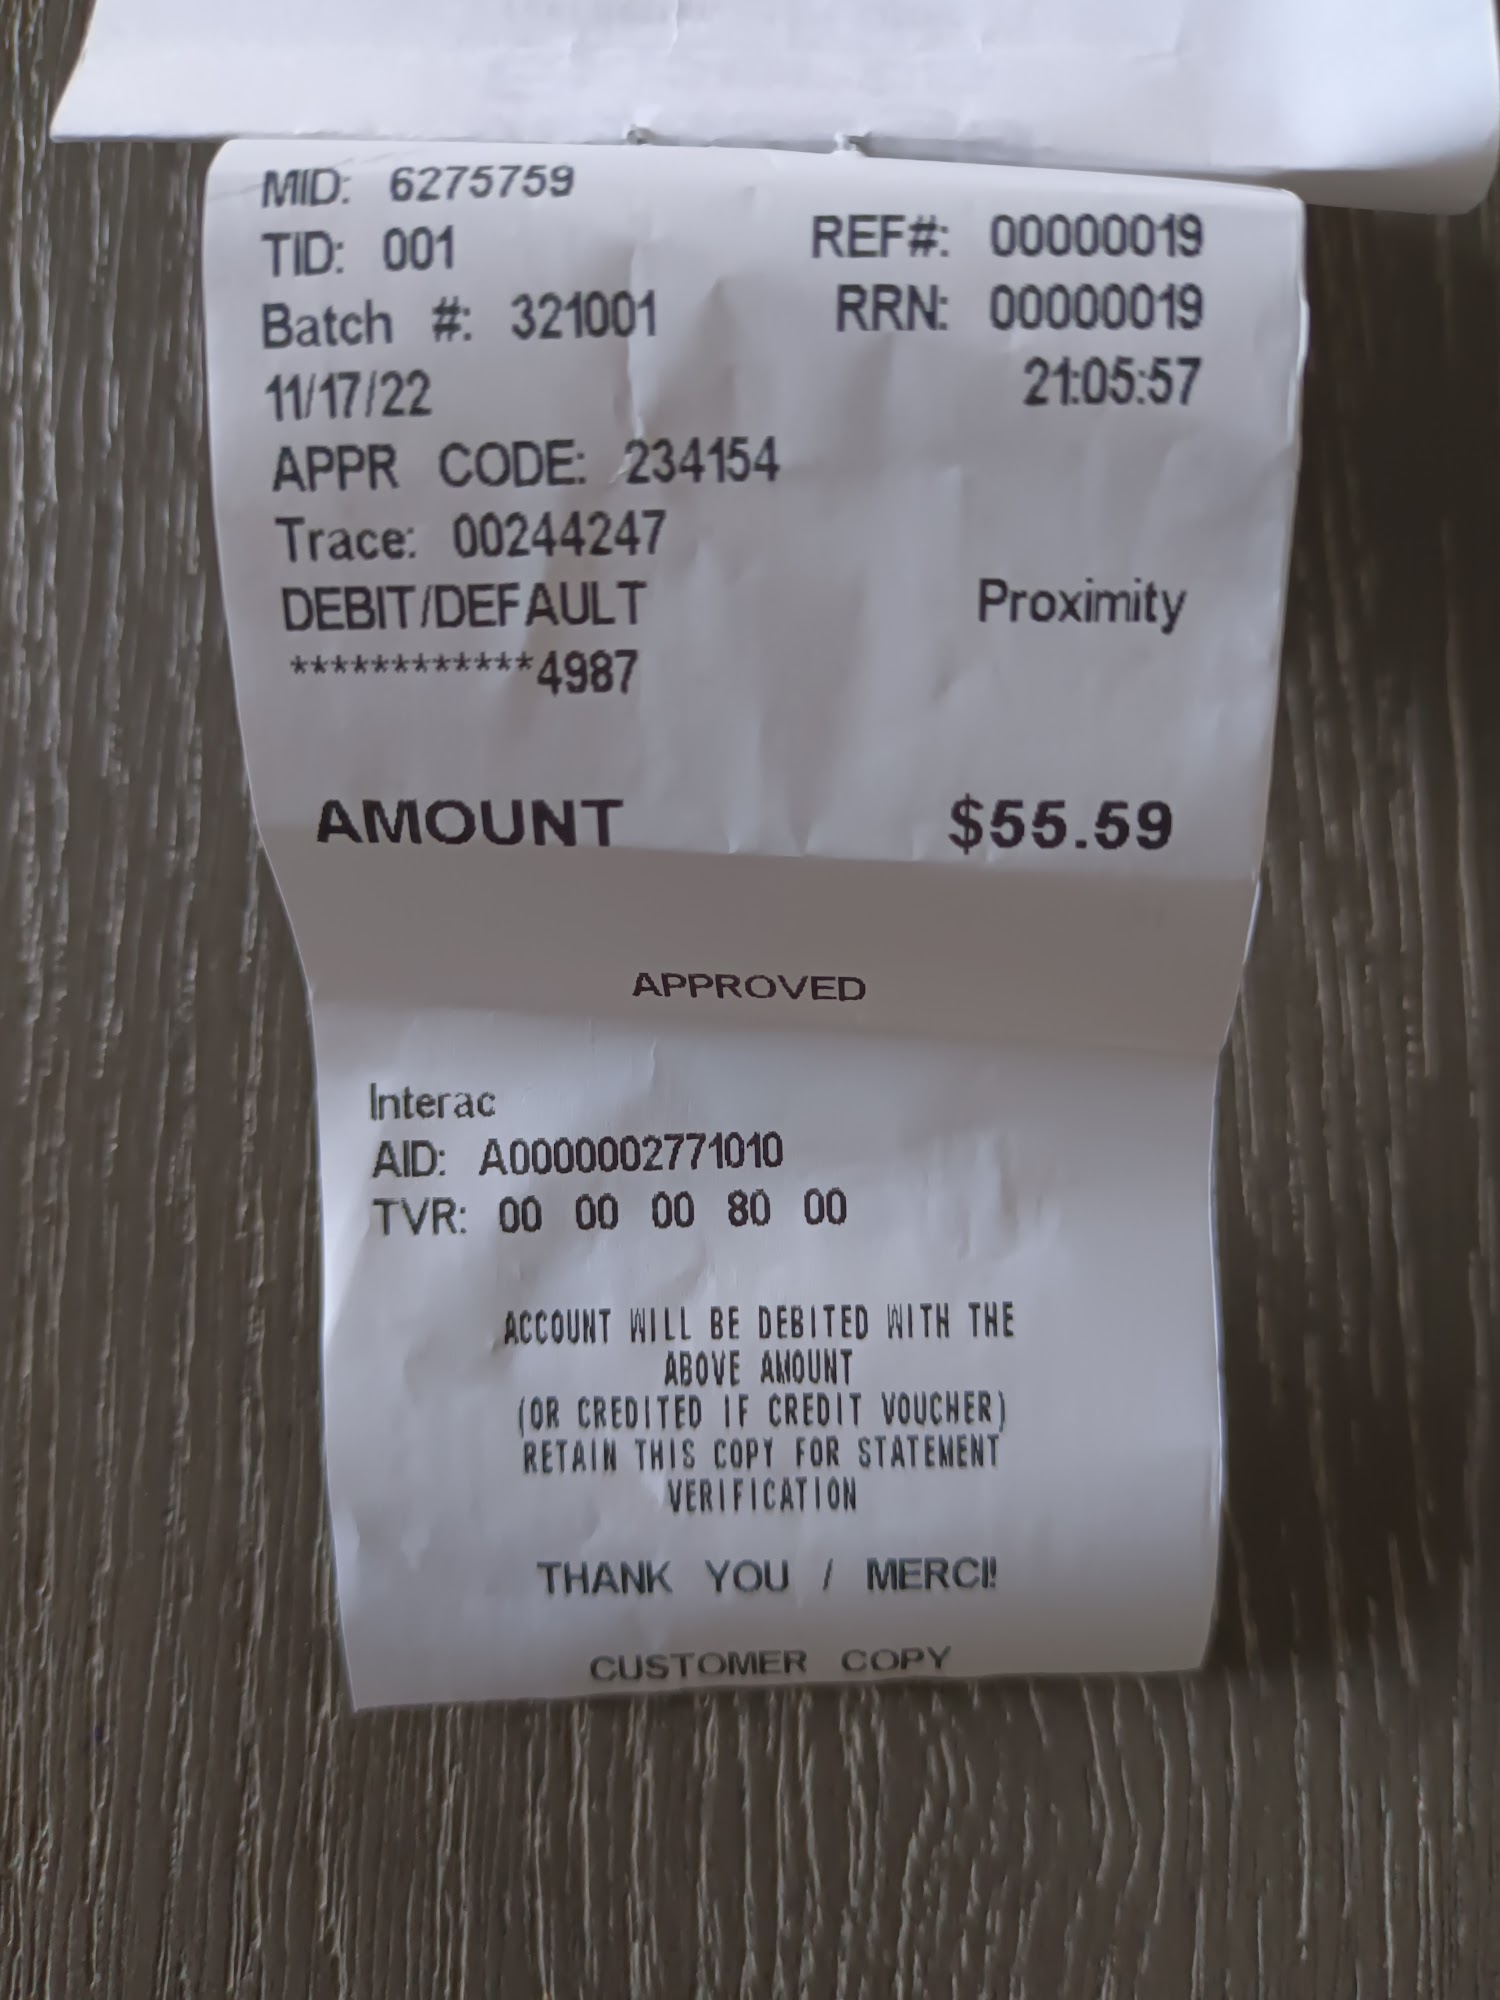 MID: 6275759
TID: 001 REF#: 00000019
Batch #: 321001 RRN: 00000019
11/17/22 21:05:57
APPR CODE: 234154
Trace: 00244247
DEBIT/DEFAULT Proximity
************4987
AMOUNT $55.59
APPROVED
Interac
AID: A0000002771010
TVR: 00 00 00 80 00
ACCOUNT WILL BE DEBITED WITH THE
ABOVE AMOUNT
(OR CREDITED IF CREDIT VOUCHER)
RETAIN THIS COPY FOR STATEMENT
VERIFICATION
THANK YOU / MERCI!
CUSTOMER COPY